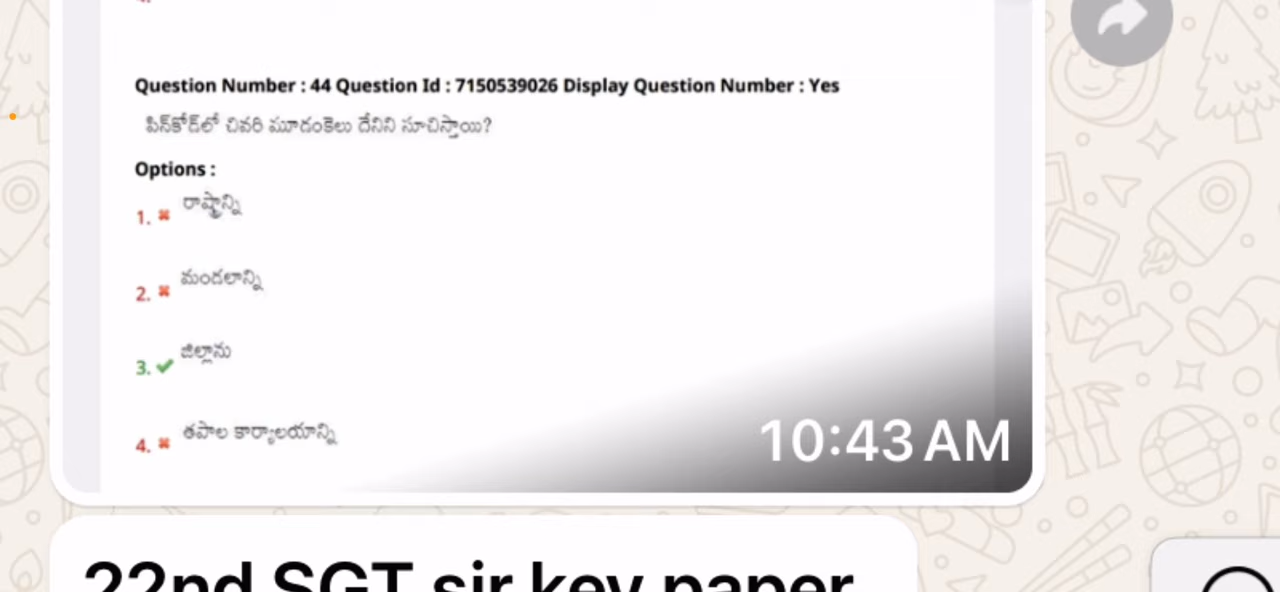 Question Number : 44 Question Id : 7150539026 Display Question Number : Yes
పిన్‌కోడ్‌లో చివరి మూడంకెలు దేనిని సూచిస్తాయి?
Options :
1. రాష్ట్రాన్ని
2. మండలాన్ని
3. జిల్లాను
4. తపాల కార్యాలయాన్ని
10:43 AM
22nd SGT sir key paper